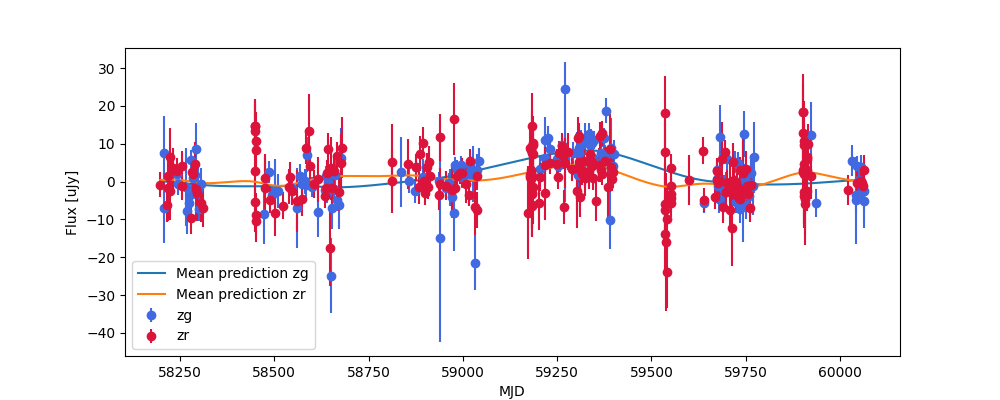 30
20
10
0
−10
−20
−30
−40
Flux [uJy]
Mean prediction zg
Mean prediction zr
zg
zr
58250 58500 58750 59000 59250 59500 59750 60000
MJD